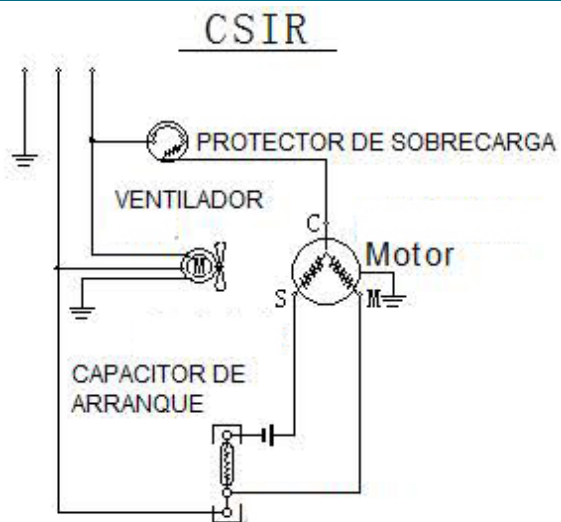 CSIR
PROTECTOR DE SOBRECARGA
VENTILADOR
M
C
Motor
S
M
CAPACITOR DE
ARRANQUE